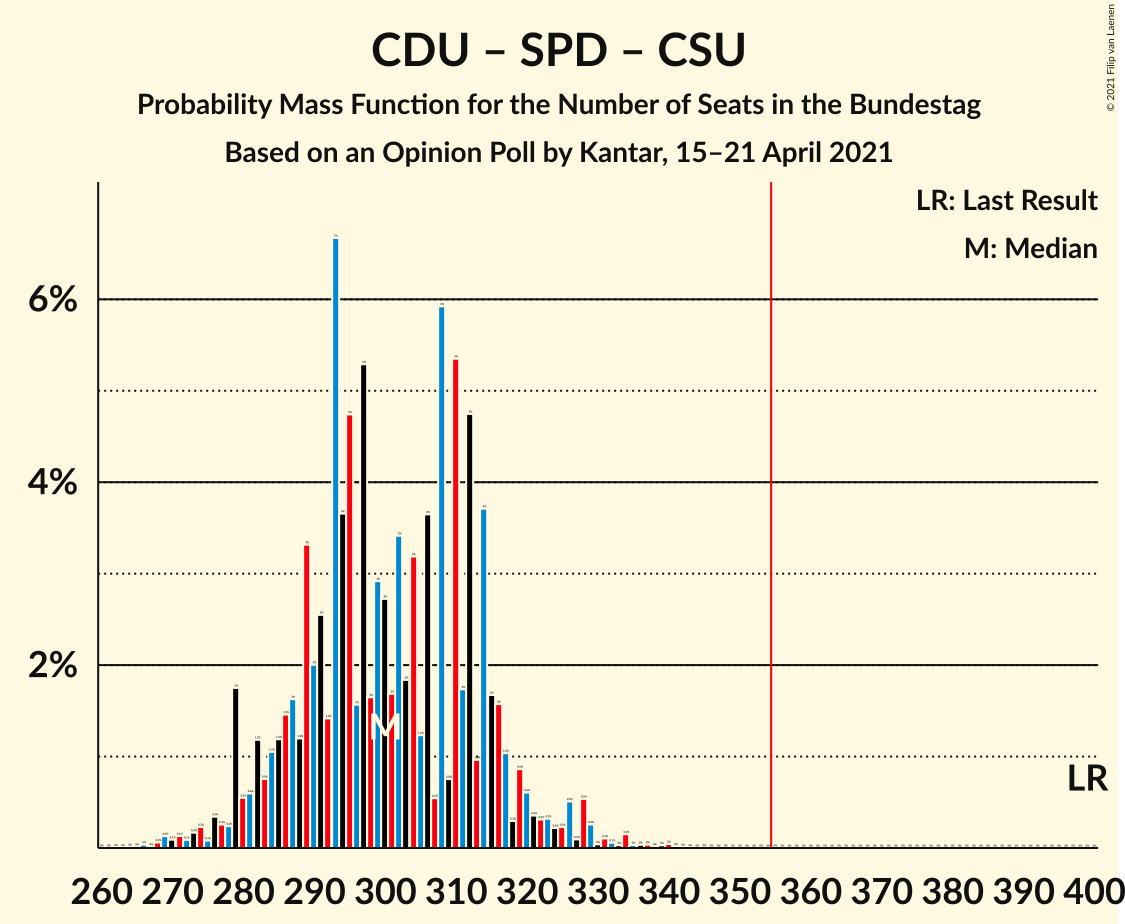 CDU – SPD – CSU
Probability Mass Function for the Number of Seats in the Bundestag
Based on an Opinion Poll by Kantar, 15–21 April 2021
© 2021 Filip van Laenen
LR: Last Result
M: Median
6%
4%
2%
M
LR
260 270 280 290 300 310 320 330 340 350 360 370 380 390 400